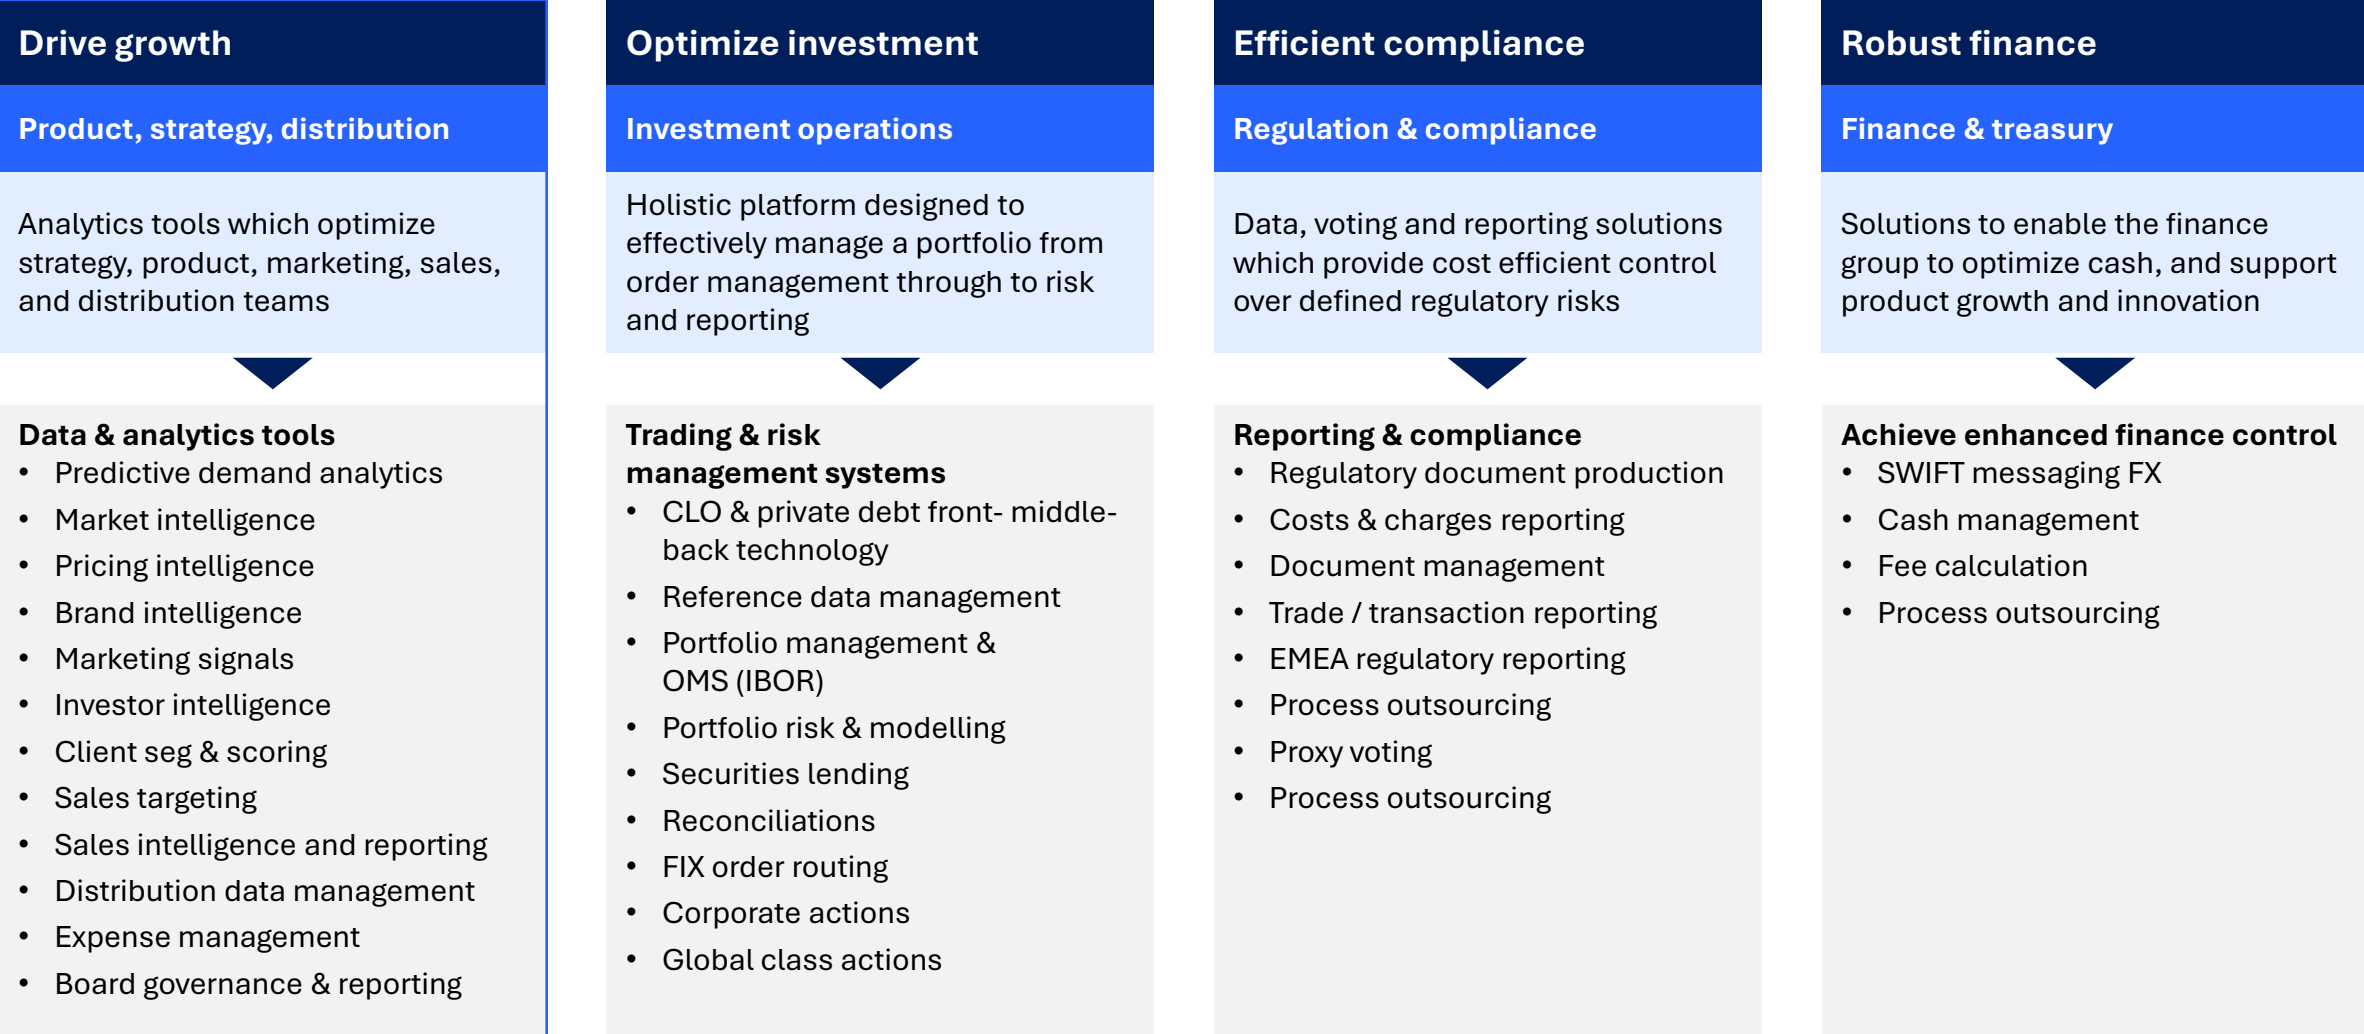 Drive growth
Product, strategy, distribution
Analytics tools which optimize
strategy, product, marketing, sales,
and distribution teams
Data & analytics tools
• Predictive demand analytics
• Market intelligence
• Pricing intelligence
• Brand intelligence
• Marketing signals
• Investor intelligence
• Client seg & scoring
• Sales targeting
• Sales intelligence and reporting
• Distribution data management
• Expense management
• Board governance & reporting
Optimize investment
Investment operations
Holistic platform designed to
effectively manage a portfolio from
order management through to risk
and reporting
Trading & risk
management systems
• CLO & private debt front- middle-
back technology
• Reference data management
• Portfolio management &
OMS (IBOR)
• Portfolio risk & modelling
• Securities lending
• Reconciliations
• FIX order routing
• Corporate actions
• Global class actions
Efficient compliance
Regulation & compliance
Data, voting and reporting solutions
which provide cost efficient control
over defined regulatory risks
Reporting & compliance
• Regulatory document production
• Costs & charges reporting
• Document management
• Trade / transaction reporting
• EMEA regulatory reporting
• Process outsourcing
• Proxy voting
• Process outsourcing
Robust finance
Finance & treasury
Solutions to enable the finance
group to optimize cash, and support
product growth and innovation
Achieve enhanced finance control
• SWIFT messaging FX
• Cash management
• Fee calculation
• Process outsourcing